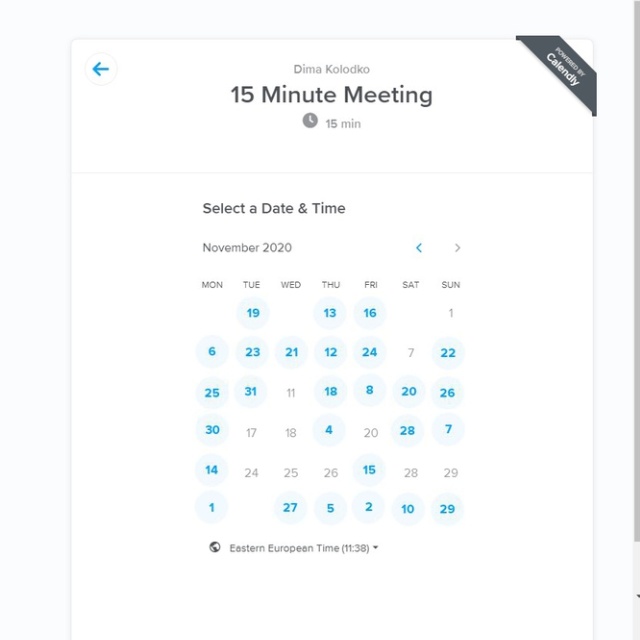 POWERED BY
Calendly
Dima Kolodko
15 Minute Meeting
15 min
Select a Date & Time
November 2020
MON TUE WED THU FRI SAT SUN
19 13 16 1
6 23 21 12 24 7 22
25 31 11 18 8 20 26
30 17 18 4 20 28 7
14 24 25 26 15 28 29
1 27 5 2 10 29
Eastern European Time (11:38)